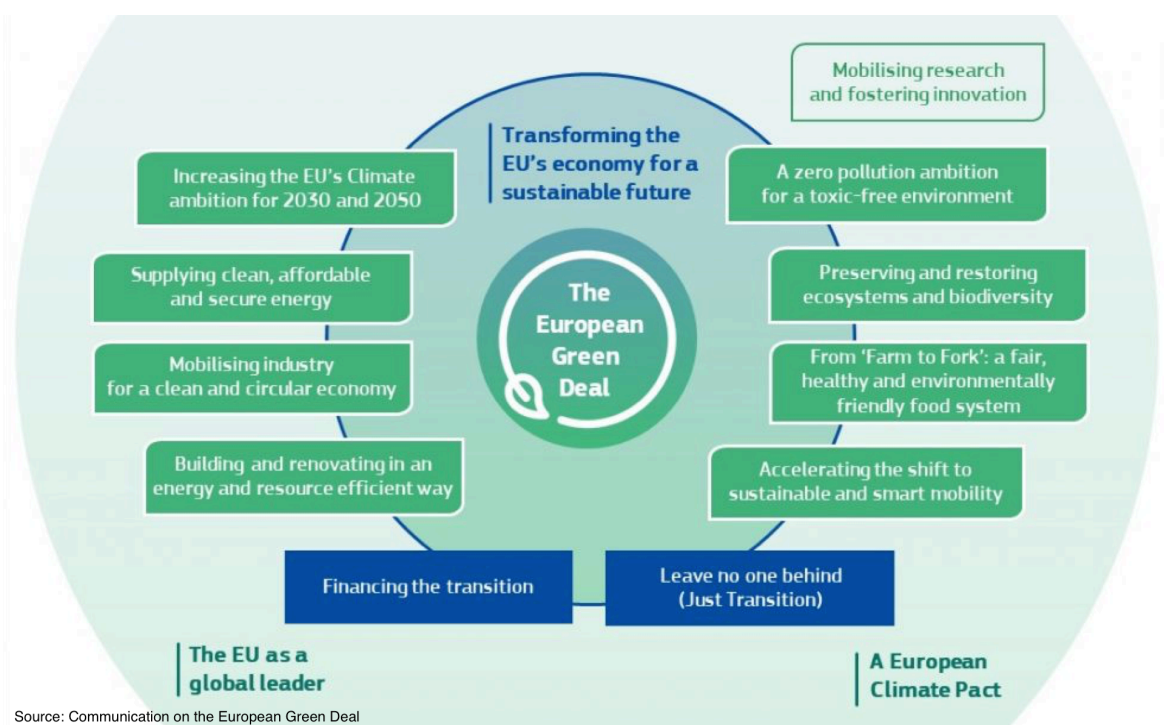 Mobilising research
and fostering innovation
Transforming the
EU's economy for a
sustainable future
Increasing the EU's Climate
ambition for 2030 and 2050
Supplying clean, affordable
and secure energy
Mobilising industry
for a clean and circular economy
Building and renovating in an
energy and resource efficient way
The
European
Green
Deal
A zero pollution ambition
for a toxic-free environment
Preserving and restoring
ecosystems and biodiversity
From ‘Farm to Fork’: a fair,
healthy and environmentally
friendly food system
Accelerating the shift to
sustainable and smart mobility
Financing the transition
Leave no one behind
(Just Transition)
The EU as a
global leader
A European
Climate Pact
Source: Communication on the European Green Deal